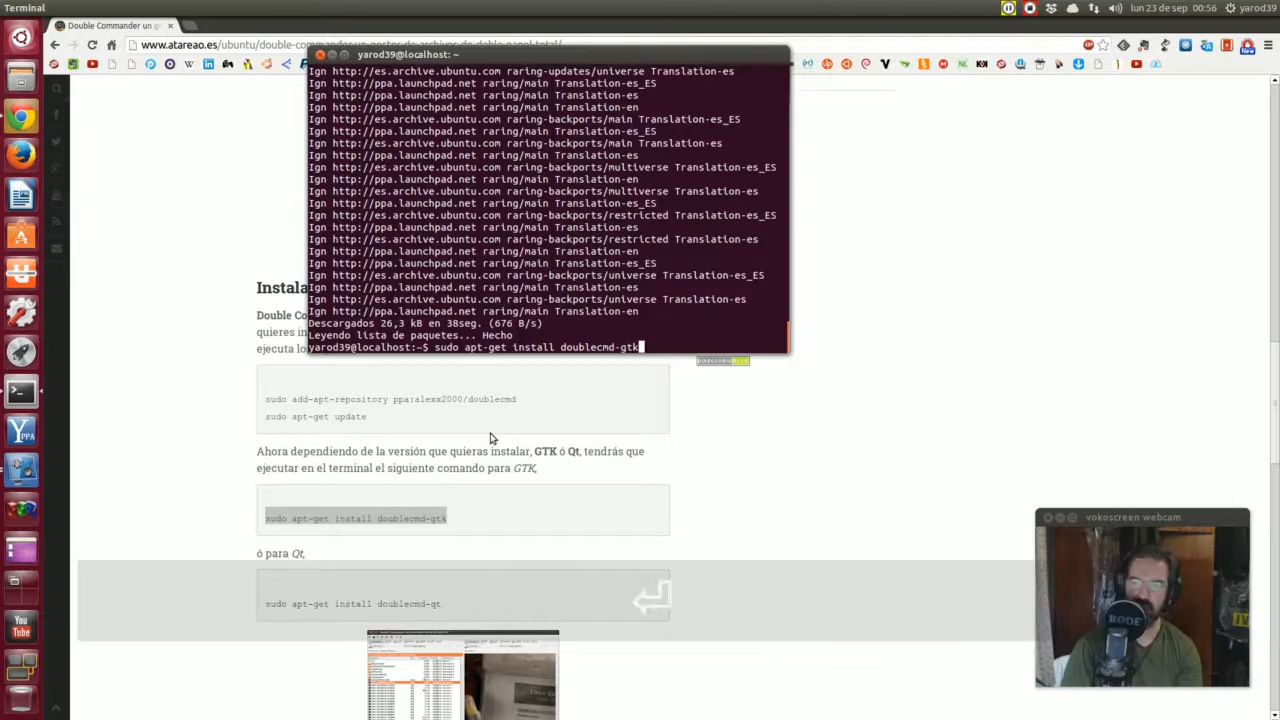 Terminal
lun 23 de sep 00:56 yarod39
Double Commander un g
www.atareao.es/ubuntu/double-commander-un-gestor-de-archivos-de-doble-panel-total/
yarod39@localhost: ~
Ign http://es.archive.ubuntu.com raring-updates/universe Translation-es
Ign http://ppa.launchpad.net raring/main Translation-es_ES
Ign http://ppa.launchpad.net raring/main Translation-es
Ign http://ppa.launchpad.net raring/main Translation-en
Ign http://es.archive.ubuntu.com raring-backports/main Translation-es_ES
Ign http://ppa.launchpad.net raring/main Translation-es_ES
Ign http://es.archive.ubuntu.com raring-backports/main Translation-es
Ign http://ppa.launchpad.net raring/main Translation-es
Ign http://es.archive.ubuntu.com raring-backports/multiverse Translation-es_ES
Ign http://ppa.launchpad.net raring/main Translation-en
Ign http://es.archive.ubuntu.com raring-backports/multiverse Translation-es
Ign http://ppa.launchpad.net raring/main Translation-es_ES
Ign http://es.archive.ubuntu.com raring-backports/restricted Translation-es_ES
Ign http://ppa.launchpad.net raring/main Translation-es
Ign http://es.archive.ubuntu.com raring-backports/restricted Translation-es
Ign http://ppa.launchpad.net raring/main Translation-en
Ign http://ppa.launchpad.net raring/main Translation-es_ES
Ign http://es.archive.ubuntu.com raring-backports/universe Translation-es_ES
Ign http://ppa.launchpad.net raring/main Translation-es
Ign http://es.archive.ubuntu.com raring-backports/universe Translation-es
Ign http://ppa.launchpad.net raring/main Translation-en
Descargados 26,3 kB en 38seg. (676 B/s)
Leyendo lista de paquetes... Hecho
yarod39@localhost:~$ sudo apt-get install doublecmd-gtk
Instala
Double Co
quieres in
ejecuta lo
sudo add-apt-repository ppa:alexx2000/doublecmd
sudo apt-get update
Ahora dependiendo de la versión que quieras instalar, GTK ó Qt, tendrás que
ejecutar en el terminal el siguiente comando para GTK,
sudo apt-get install doublecmd-gtk
ó para Qt,
sudo apt-get install doublecmd-qt
vokoscreen webcam
RØDE
YPPA
You
Tube